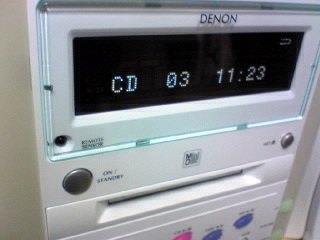 DENON
CD 03 11:23
REMOTE
SENSOR
ON /
STANDBY